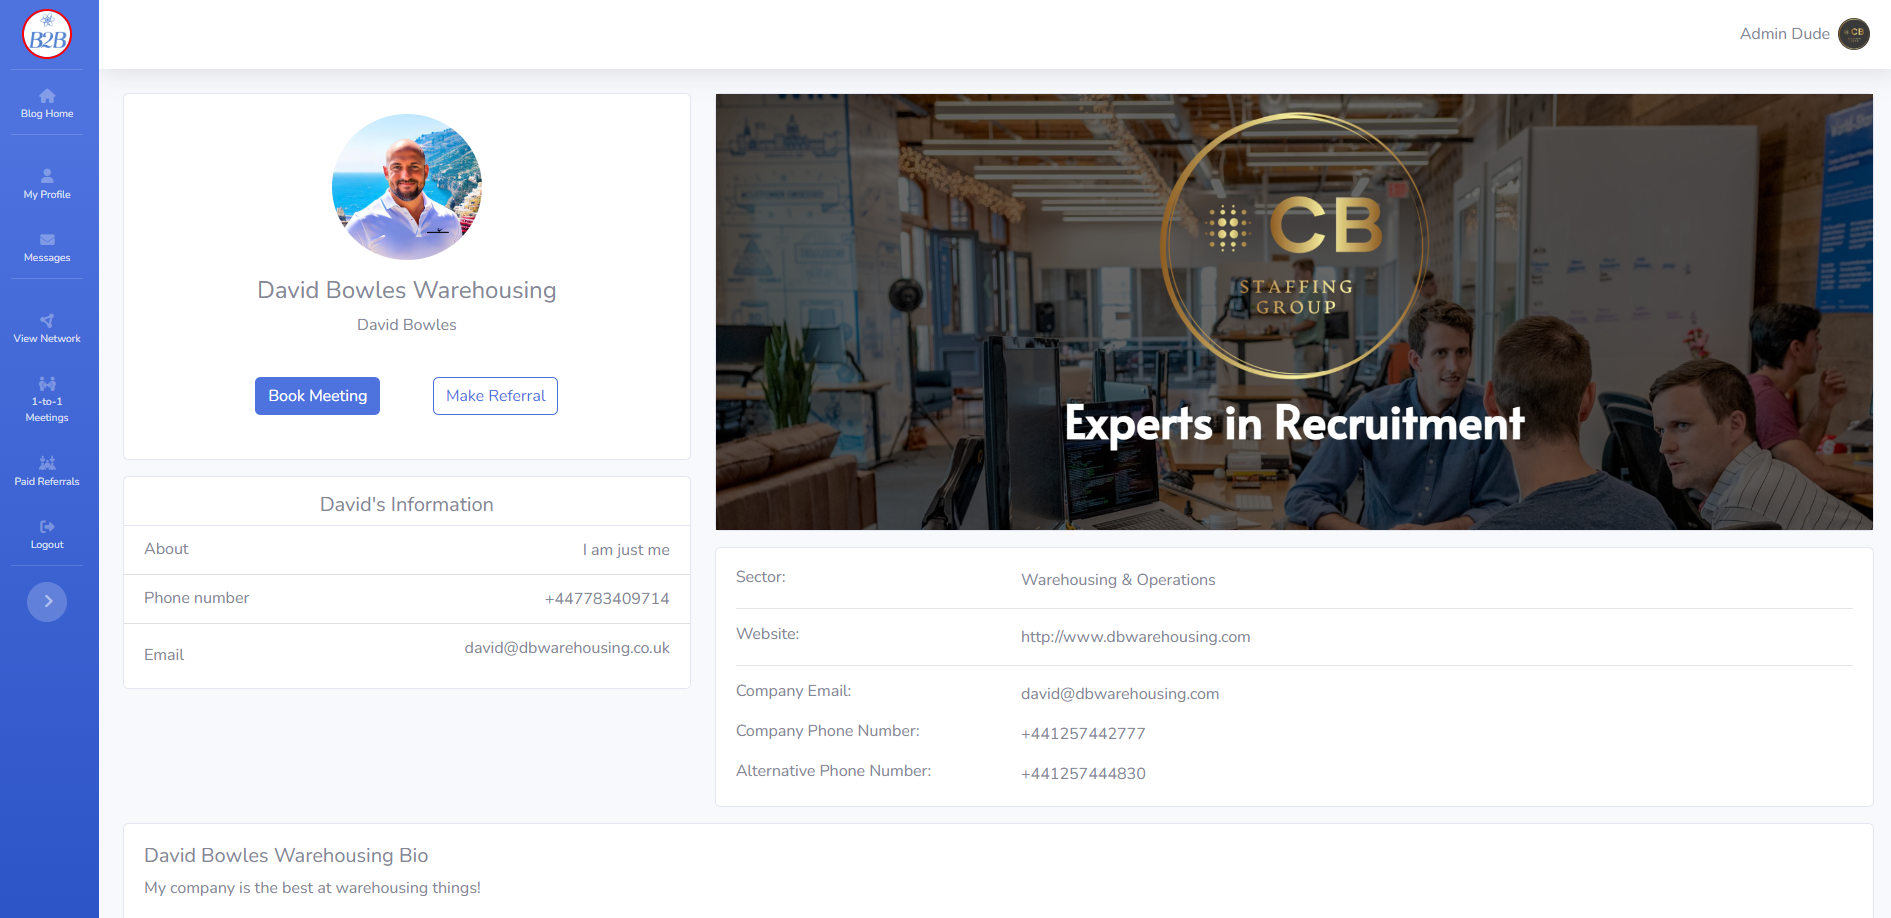 B2B
Admin Dude
Blog Home
My Profile
Messages
View Network
1-to-1
Meetings
Paid Referrals
Logout
David Bowles Warehousing
David Bowles
Book Meeting
Make Referral
CB
STAFFING
GROUP
Experts in Recruitment
David's Information
About
I am just me
Phone number
+447783409714
Email
david@dbwarehousing.co.uk
Sector:
Warehousing & Operations
Website:
http://www.dbwarehousing.com
Company Email:
david@dbwarehousing.com
Company Phone Number:
+441257442777
Alternative Phone Number:
+441257444830
David Bowles Warehousing Bio
My company is the best at warehousing things!